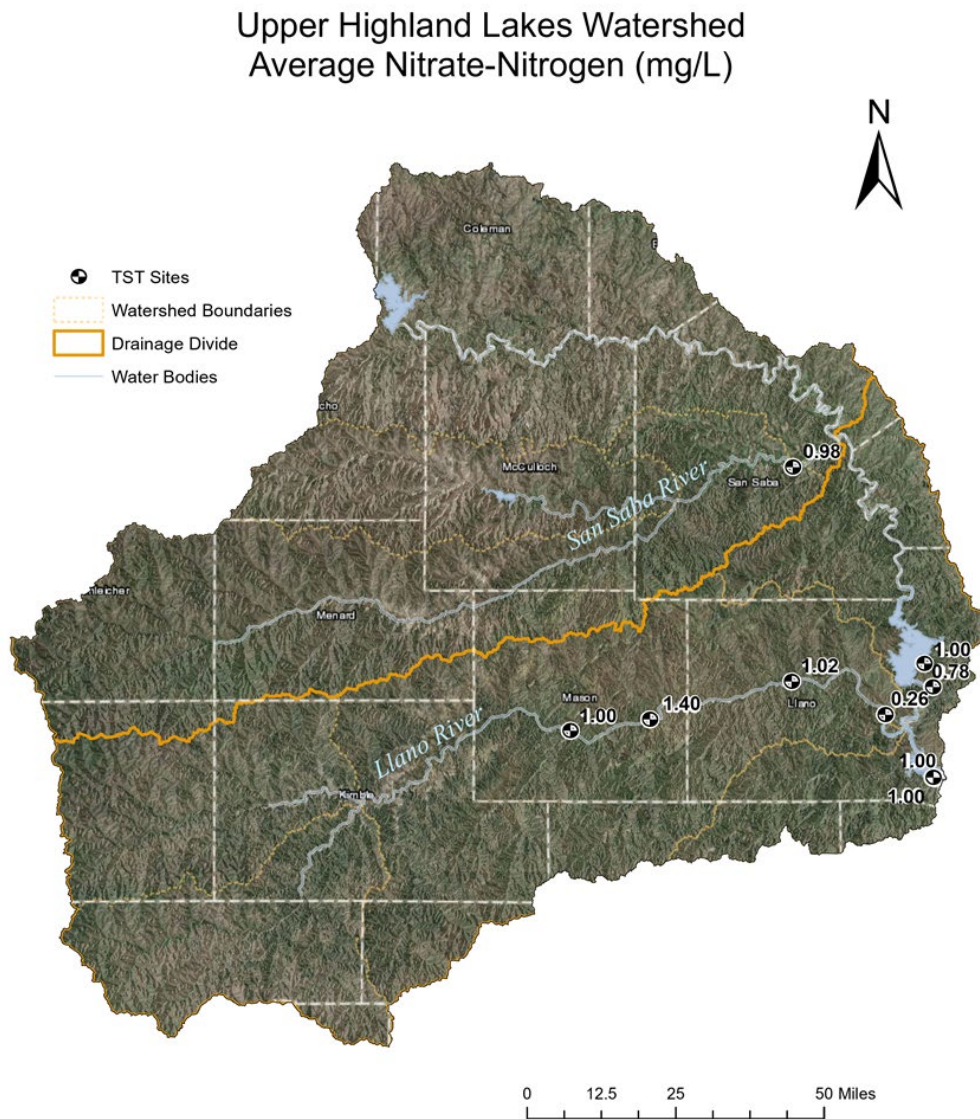 Upper Highland Lakes Watershed
Average Nitrate-Nitrogen (mg/L)
N
TST Sites
Watershed Boundaries
Drainage Divide
Water Bodies
Coleman
cho
McCulloch
San Saba River
0.98
San Saba
hleicher
Menard
1.00
0.78
1.02
Mason
Llano
0.26
1.40
1.00
Llano River
1.00
Kimble
1.00
0 12.5 25 50 Miles